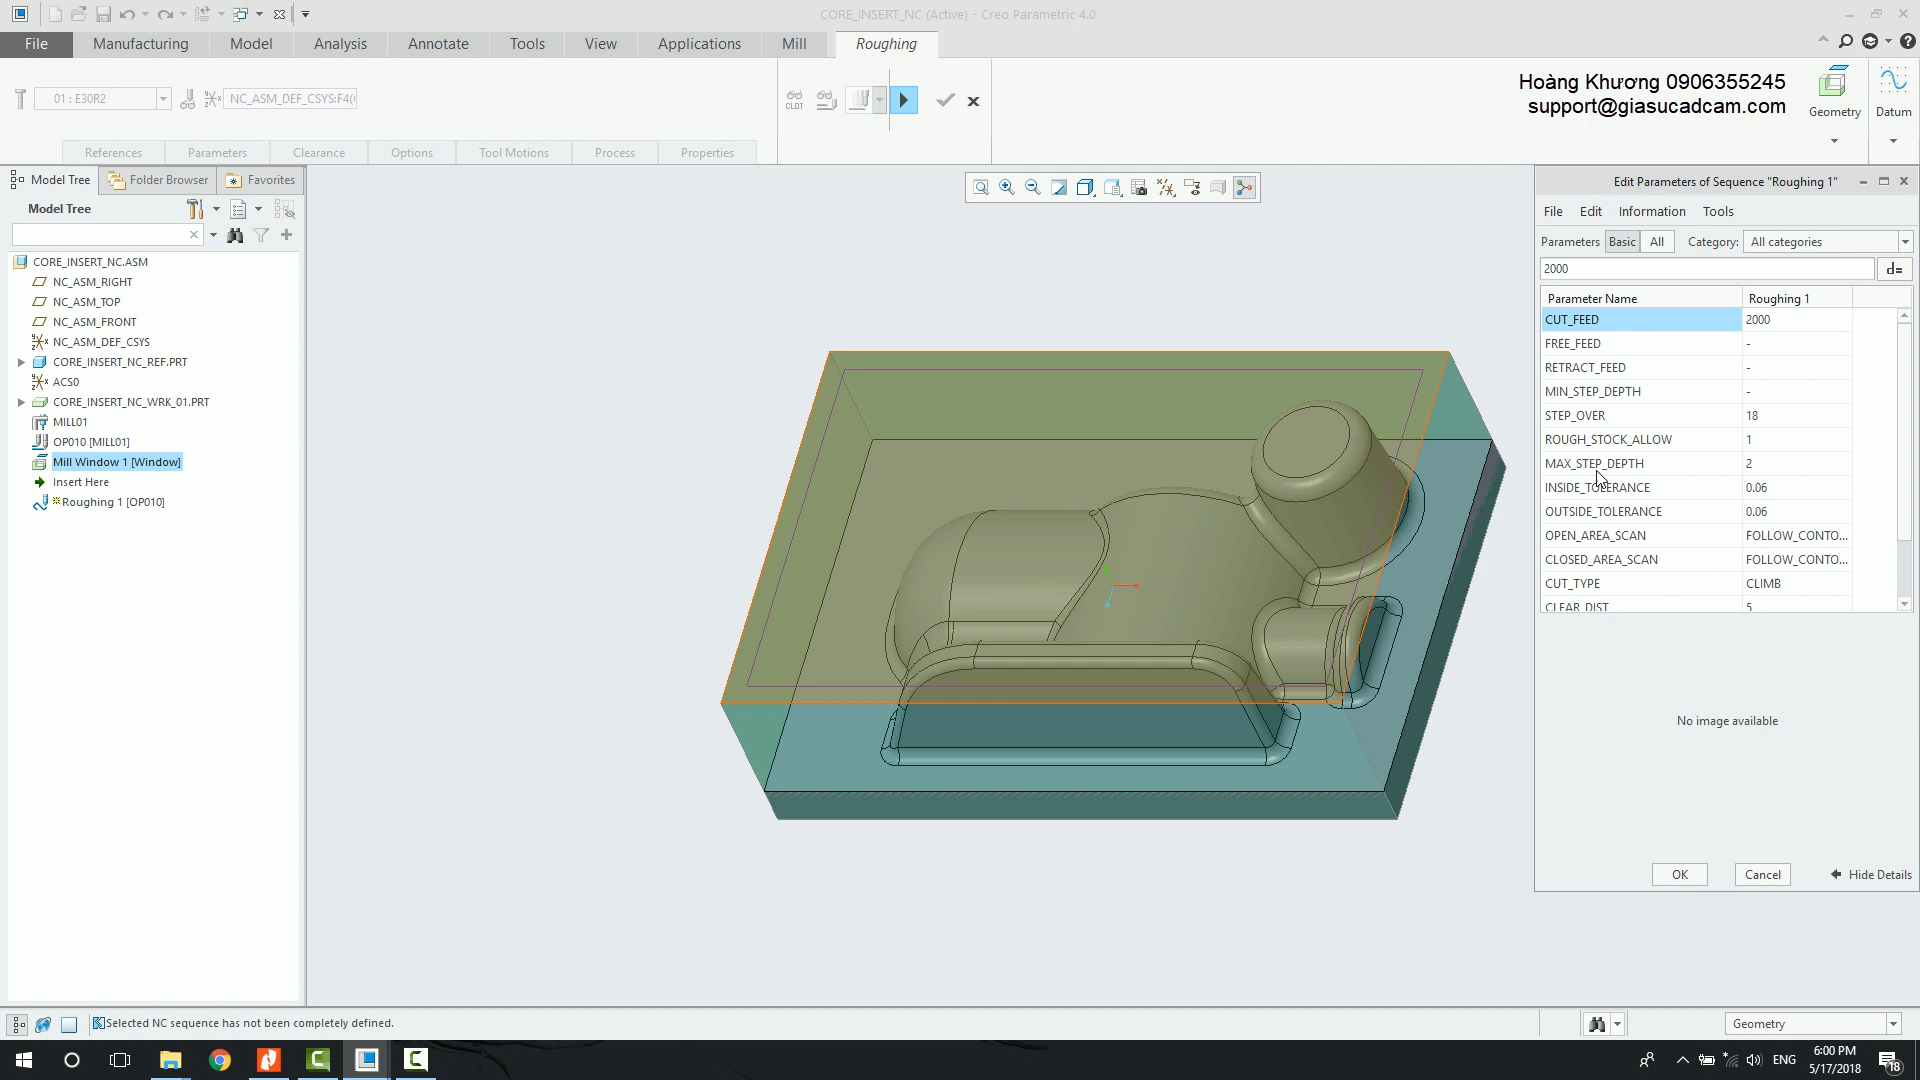 CORE_INSERT_NC (Active) - Creo Parametric 4.0
File Manufacturing Model Analysis Annotate Tools View Applications Mill Roughing
01 : E30R2
NC_ASM_DEF_CSYS:F4(
CLDT
Hoàng Khương 0906355245
support@giasucadcam.com
Geometry
Datum
References Parameters Clearance Options Tool Motions Process Properties
Model Tree Folder Browser Favorites
Model Tree
CORE_INSERT_NC.ASM
NC_ASM_RIGHT
NC_ASM_TOP
NC_ASM_FRONT
NC_ASM_DEF_CSYS
CORE_INSERT_NC_REF.PRT
ACS0
CORE_INSERT_NC_WRK_01.PRT
MILL01
OP010 [MILL01]
Mill Window 1 [Window]
Insert Here
Roughing 1 [OP010]
Edit Parameters of Sequence "Roughing 1"
File Edit Information Tools
Parameters Basic All Category: All categories
2000
d=
Parameter Name Roughing 1
CUT_FEED 2000
FREE_FEED -
RETRACT_FEED -
MIN_STEP_DEPTH -
STEP_OVER 18
ROUGH_STOCK_ALLOW 1
MAX_STEP_DEPTH 2
INSIDE_TOLERANCE 0.06
OUTSIDE_TOLERANCE 0.06
OPEN_AREA_SCAN FOLLOW_CONTO...
CLOSED_AREA_SCAN FOLLOW_CONTO...
CUT_TYPE CLIMB
CLEAR_DIST 5
No image available
OK Cancel Hide Details
Selected NC sequence has not been completely defined.
Geometry
ENG
6:00 PM
5/17/2018
18